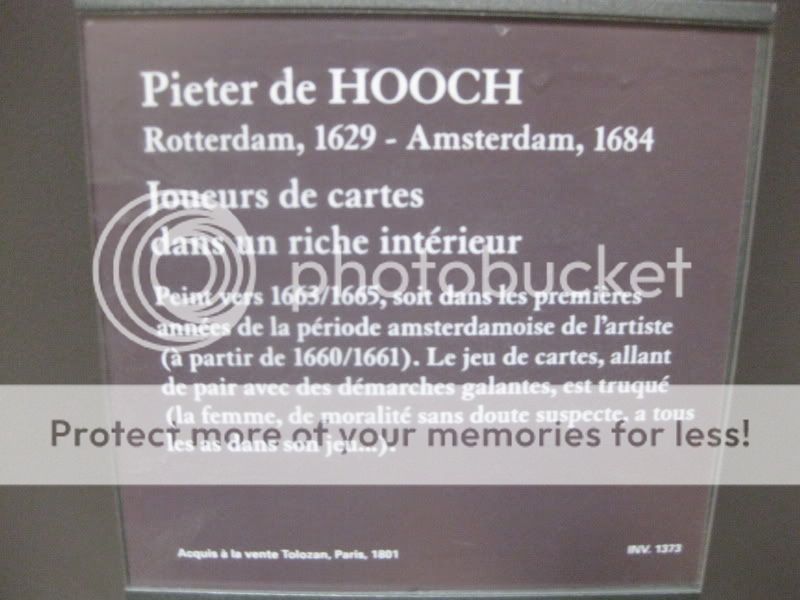 Pieter de HOOCH
Rotterdam, 1629 - Amsterdam, 1684
Joueurs de cartes
dans un riche intérieur
photobucket
Peint vers 1663/1665, soit dans les premières
années de la période amsterdamoise de l'artiste
(à partir de 1660/1661). Le jeu de cartes, allant
de pair avec des démarches galantes, est truqué
(la femme, de moralité sans doute suspecte, a tous
Protect more of your memories for less!
les as dans son jeu...).
Acquis à la vente Tolozan, Paris, 1801
INV. 1373